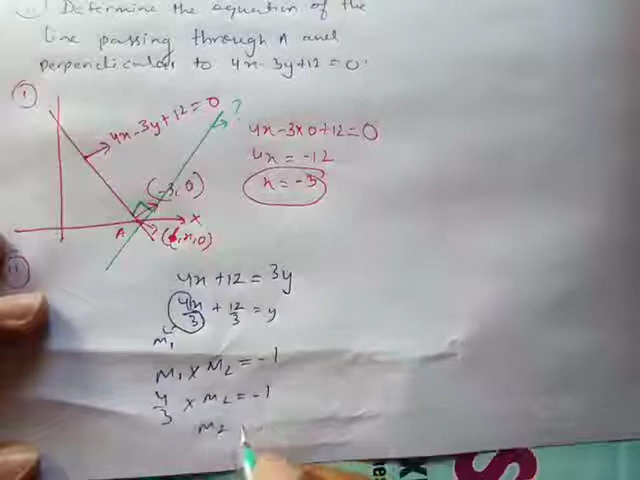 ii) Determine the equation of the
line passing through A and
perpendicular to 4x-3y+12=0.
i
4x-3y+12=0
?
(-3,0)
x
A
(x,0)
4x-3x0+12=0
4x=-12
x=-3
ii
4x+12=3y
4x/3 + 12/3 = y
m1
m1 x m2 = -1
4/3 x m2 = -1
m2